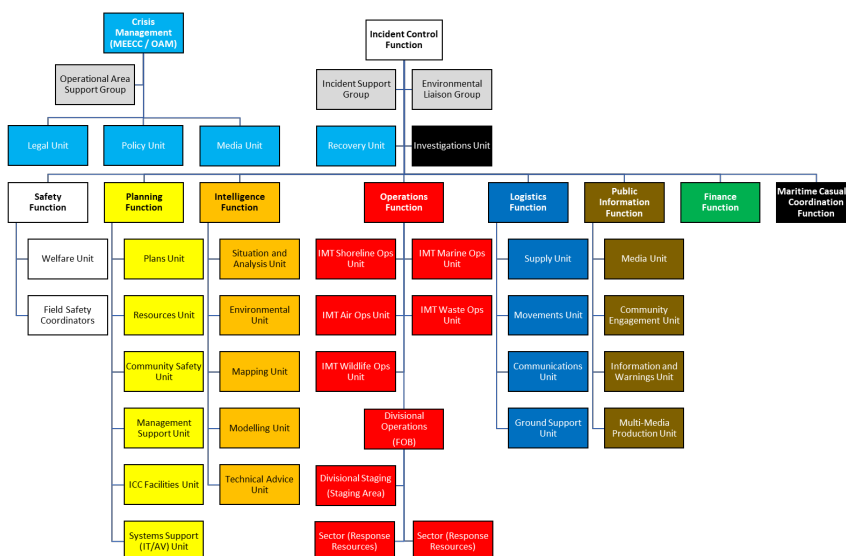 Crisis
Management
(MEECC / OAM)
Incident Control
Function
Operational Area
Support Group
Incident Support
Group
Environmental
Liaison Group
Legal Unit
Policy Unit
Media Unit
Recovery Unit
Investigations Unit
Safety
Function
Planning
Function
Intelligence
Function
Operations
Function
Logistics
Function
Public
Information
Function
Finance
Function
Maritime Casual
Coordination
Function
Welfare Unit
Plans Unit
Situation and
Analysis Unit
IMT Shoreline Ops
Unit
IMT Marine Ops
Unit
Supply Unit
Media Unit
Field Safety
Coordinators
Resources Unit
Environmental
Unit
IMT Air Ops Unit
IMT Waste Ops
Unit
Movements Unit
Community
Engagement Unit
Community Safety
Unit
Mapping Unit
IMT Wildlife Ops
Unit
Communications
Unit
Information and
Warnings Unit
Management
Support Unit
Modelling Unit
Divisional
Operations
(FOB)
Ground Support
Unit
Multi-Media
Production Unit
ICC Facilities Unit
Technical Advice
Unit
Divisional Staging
(Staging Area)
Systems Support
(IT/AV) Unit
Sector (Response
Resources)
Sector (Response
Resources)